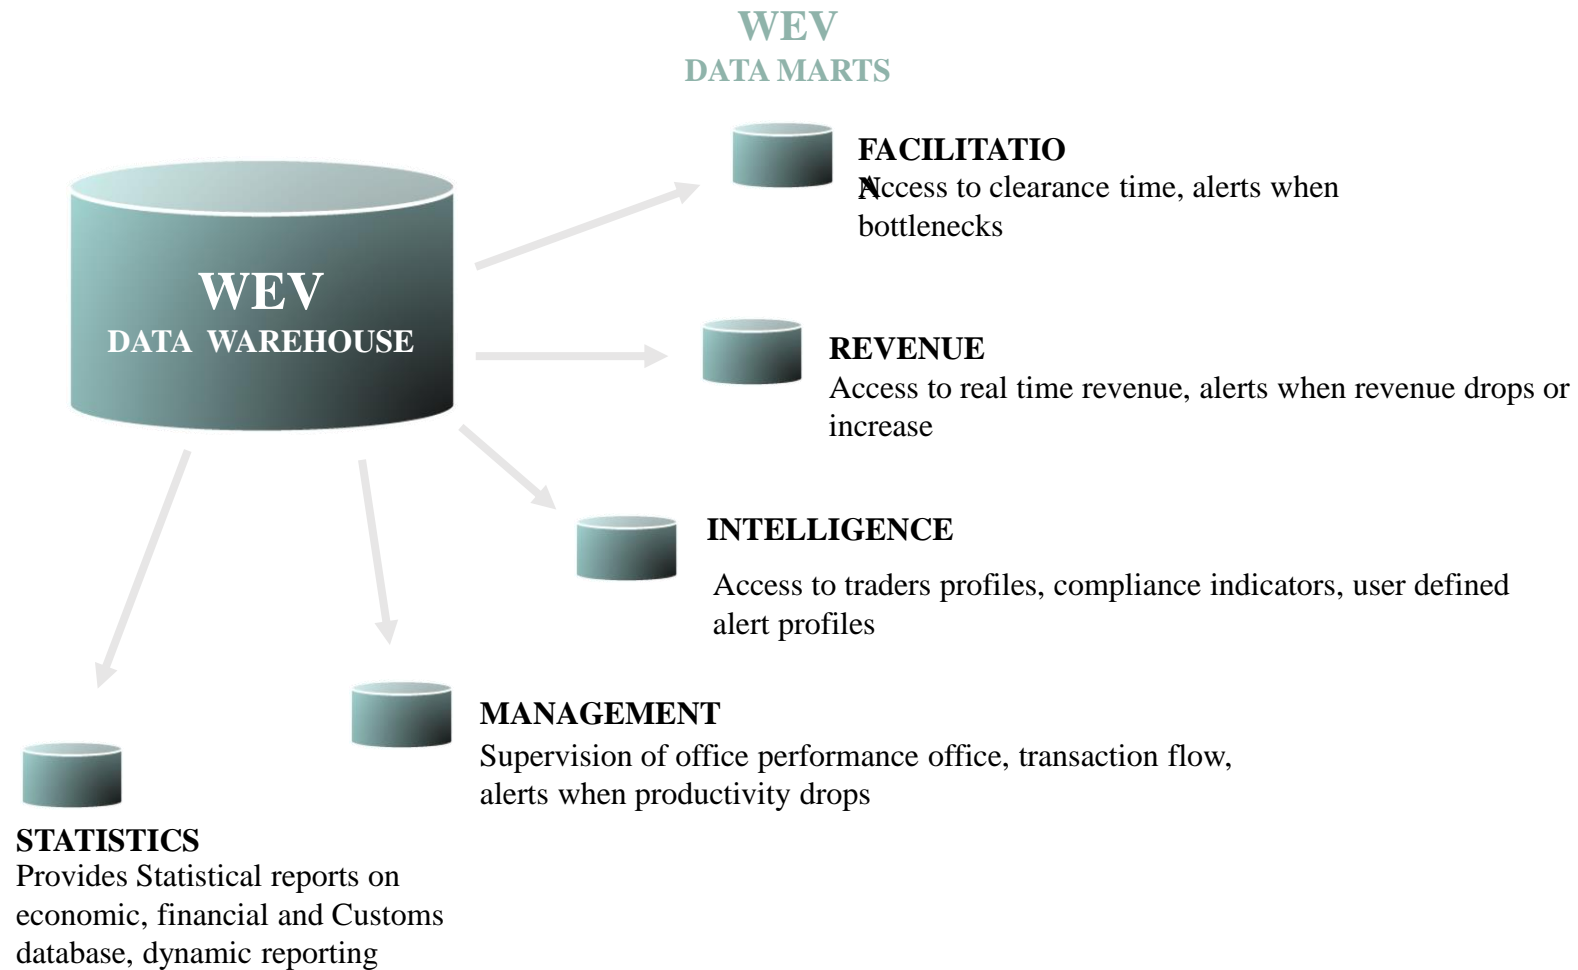 WEV
DATA MARTS
FACILITATIO
N
Access to clearance time, alerts when
bottlenecks
WEV
DATA WAREHOUSE
REVENUE
Access to real time revenue, alerts when revenue drops or
increase
INTELLIGENCE
Access to traders profiles, compliance indicators, user defined
alert profiles
MANAGEMENT
Supervision of office performance office, transaction flow,
alerts when productivity drops
STATISTICS
Provides Statistical reports on
economic, financial and Customs
database, dynamic reporting